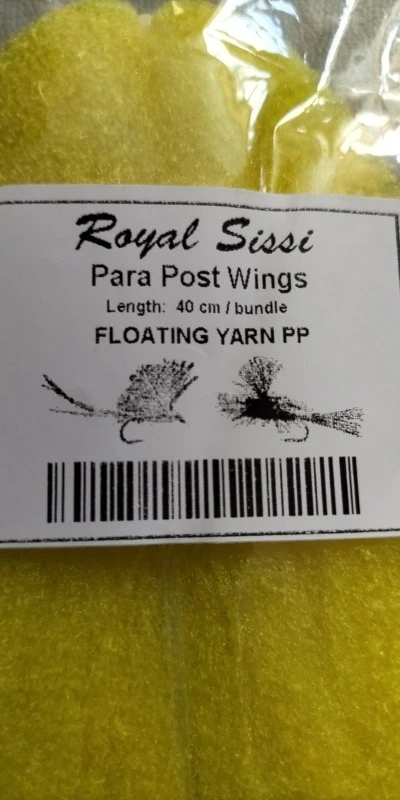 Royal Sissi
Para Post Wings
Length: 40 cm / bundle
FLOATING YARN PP